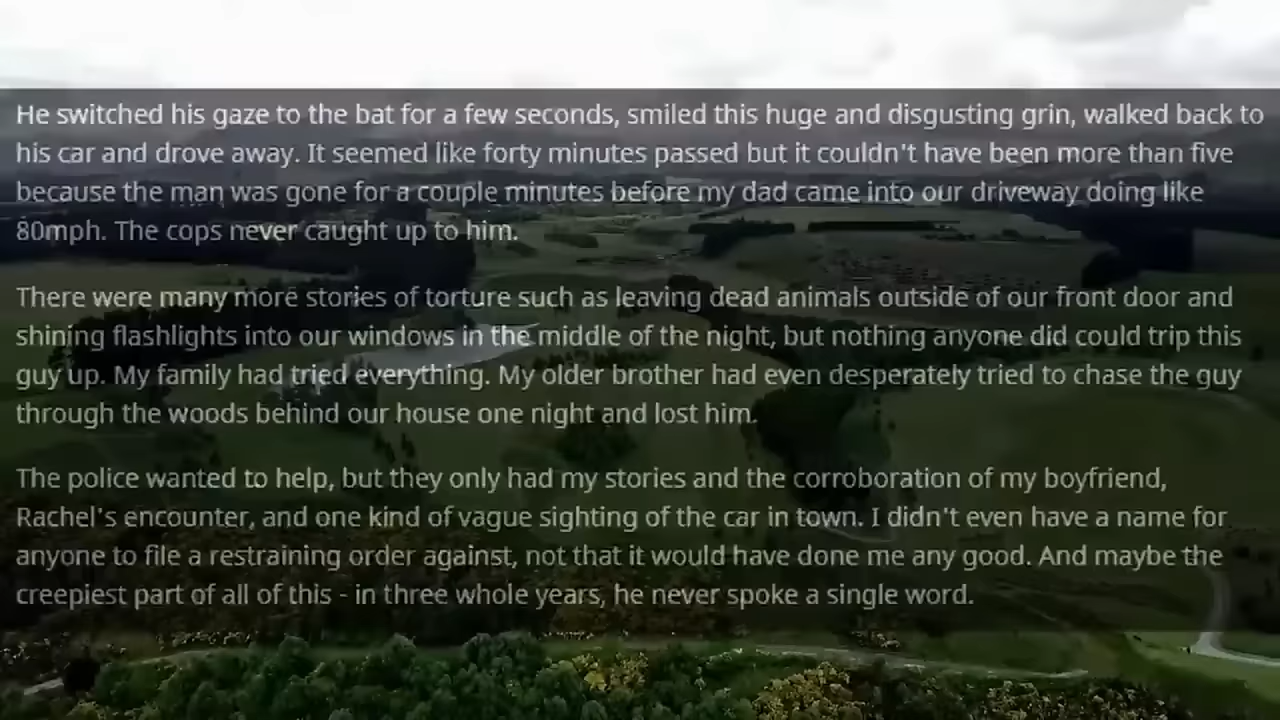 He switched his gaze to the bat for a few seconds, smiled this huge and disgusting grin, walked back to
his car and drove away. It seemed like forty minutes passed but it couldn't have been more than five
because the man was gone for a couple minutes before my dad came into our driveway doing like
80mph. The cops never caught up to him.
There were many more stories of torture such as leaving dead animals outside of our front door and
shining flashlights into our windows in the middle of the night, but nothing anyone did could trip this
guy up. My family had tried everything. My older brother had even desperately tried to chase the guy
through the woods behind our house one night and lost him.
The police wanted to help, but they only had my stories and the corroboration of my boyfriend,
Rachel's encounter, and one kind of vague sighting of the car in town. I didn't even have a name for
anyone to file a restraining order against, not that it would have done me any good. And maybe the
creepiest part of all of this - in three whole years, he never spoke a single word.